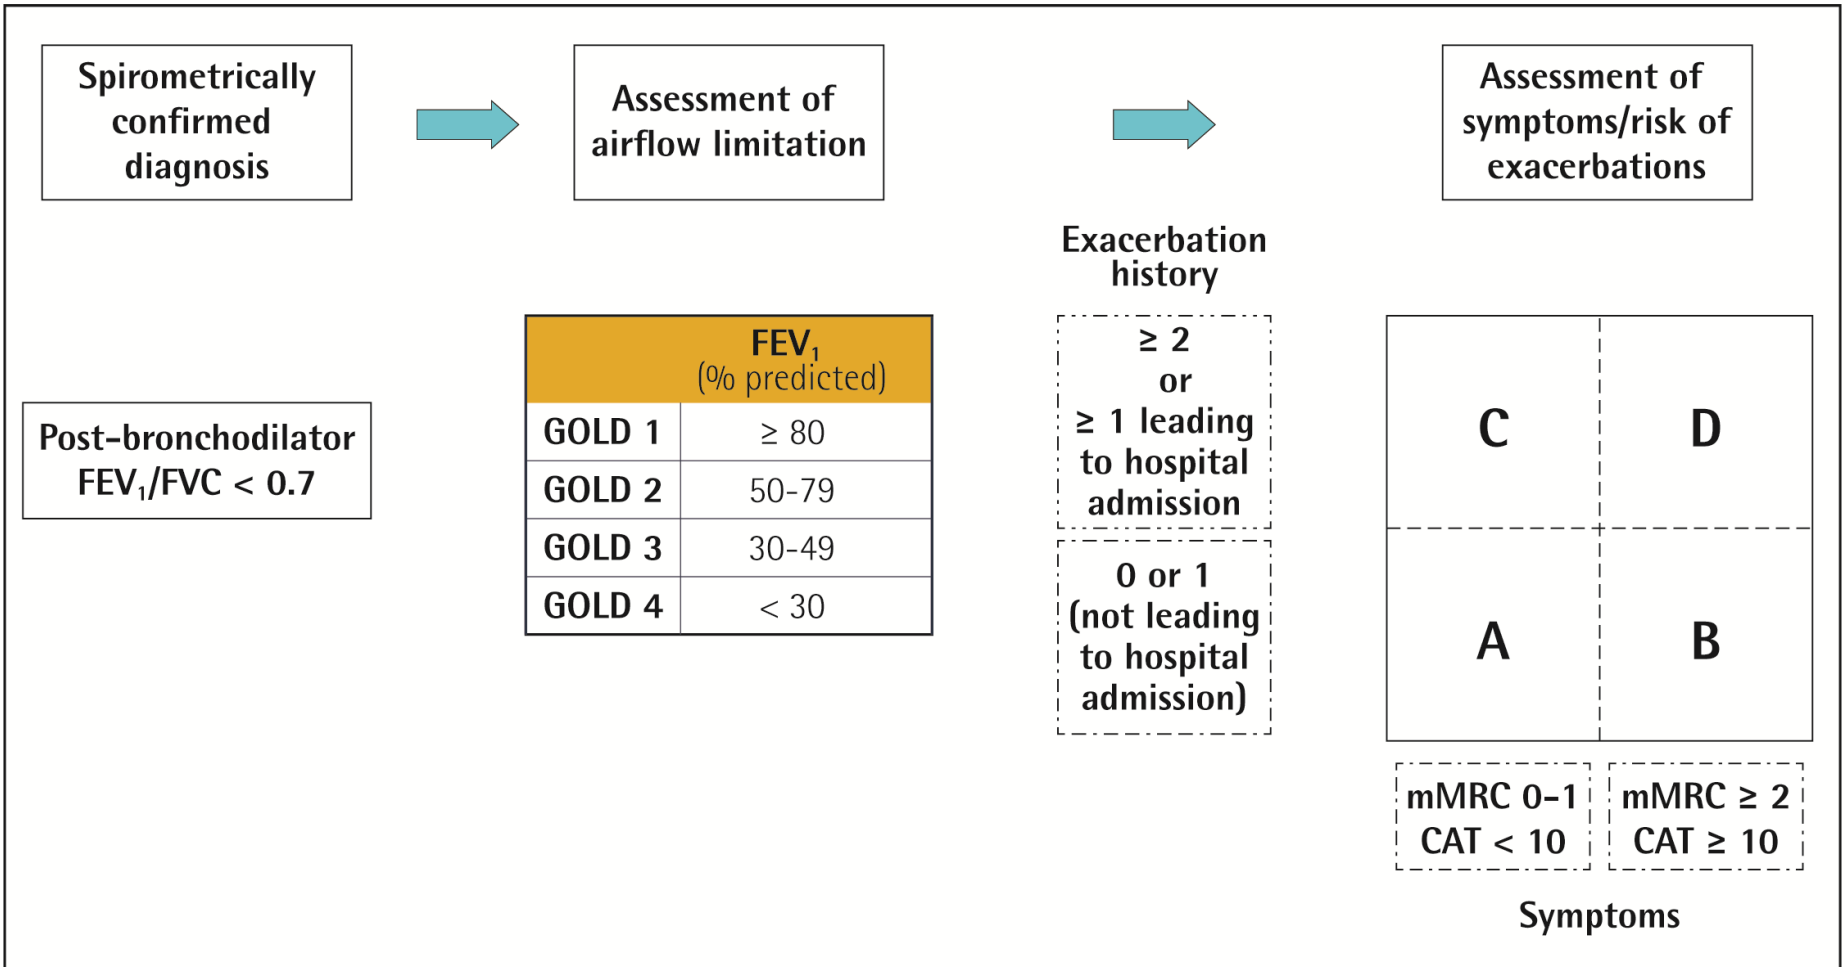 Spirometrically
confirmed
diagnosis
Assessment of
airflow limitation
Assessment of
symptoms/risk of
exacerbations
Post-bronchodilator
FEV₁/FVC < 0.7
FEV₁
(% predicted)
GOLD 1 ≥ 80
GOLD 2 50-79
GOLD 3 30-49
GOLD 4 < 30
Exacerbation
history
≥ 2
or
≥ 1 leading
to hospital
admission
0 or 1
(not leading
to hospital
admission)
C D
A B
mMRC 0-1
CAT < 10
mMRC ≥ 2
CAT ≥ 10
Symptoms